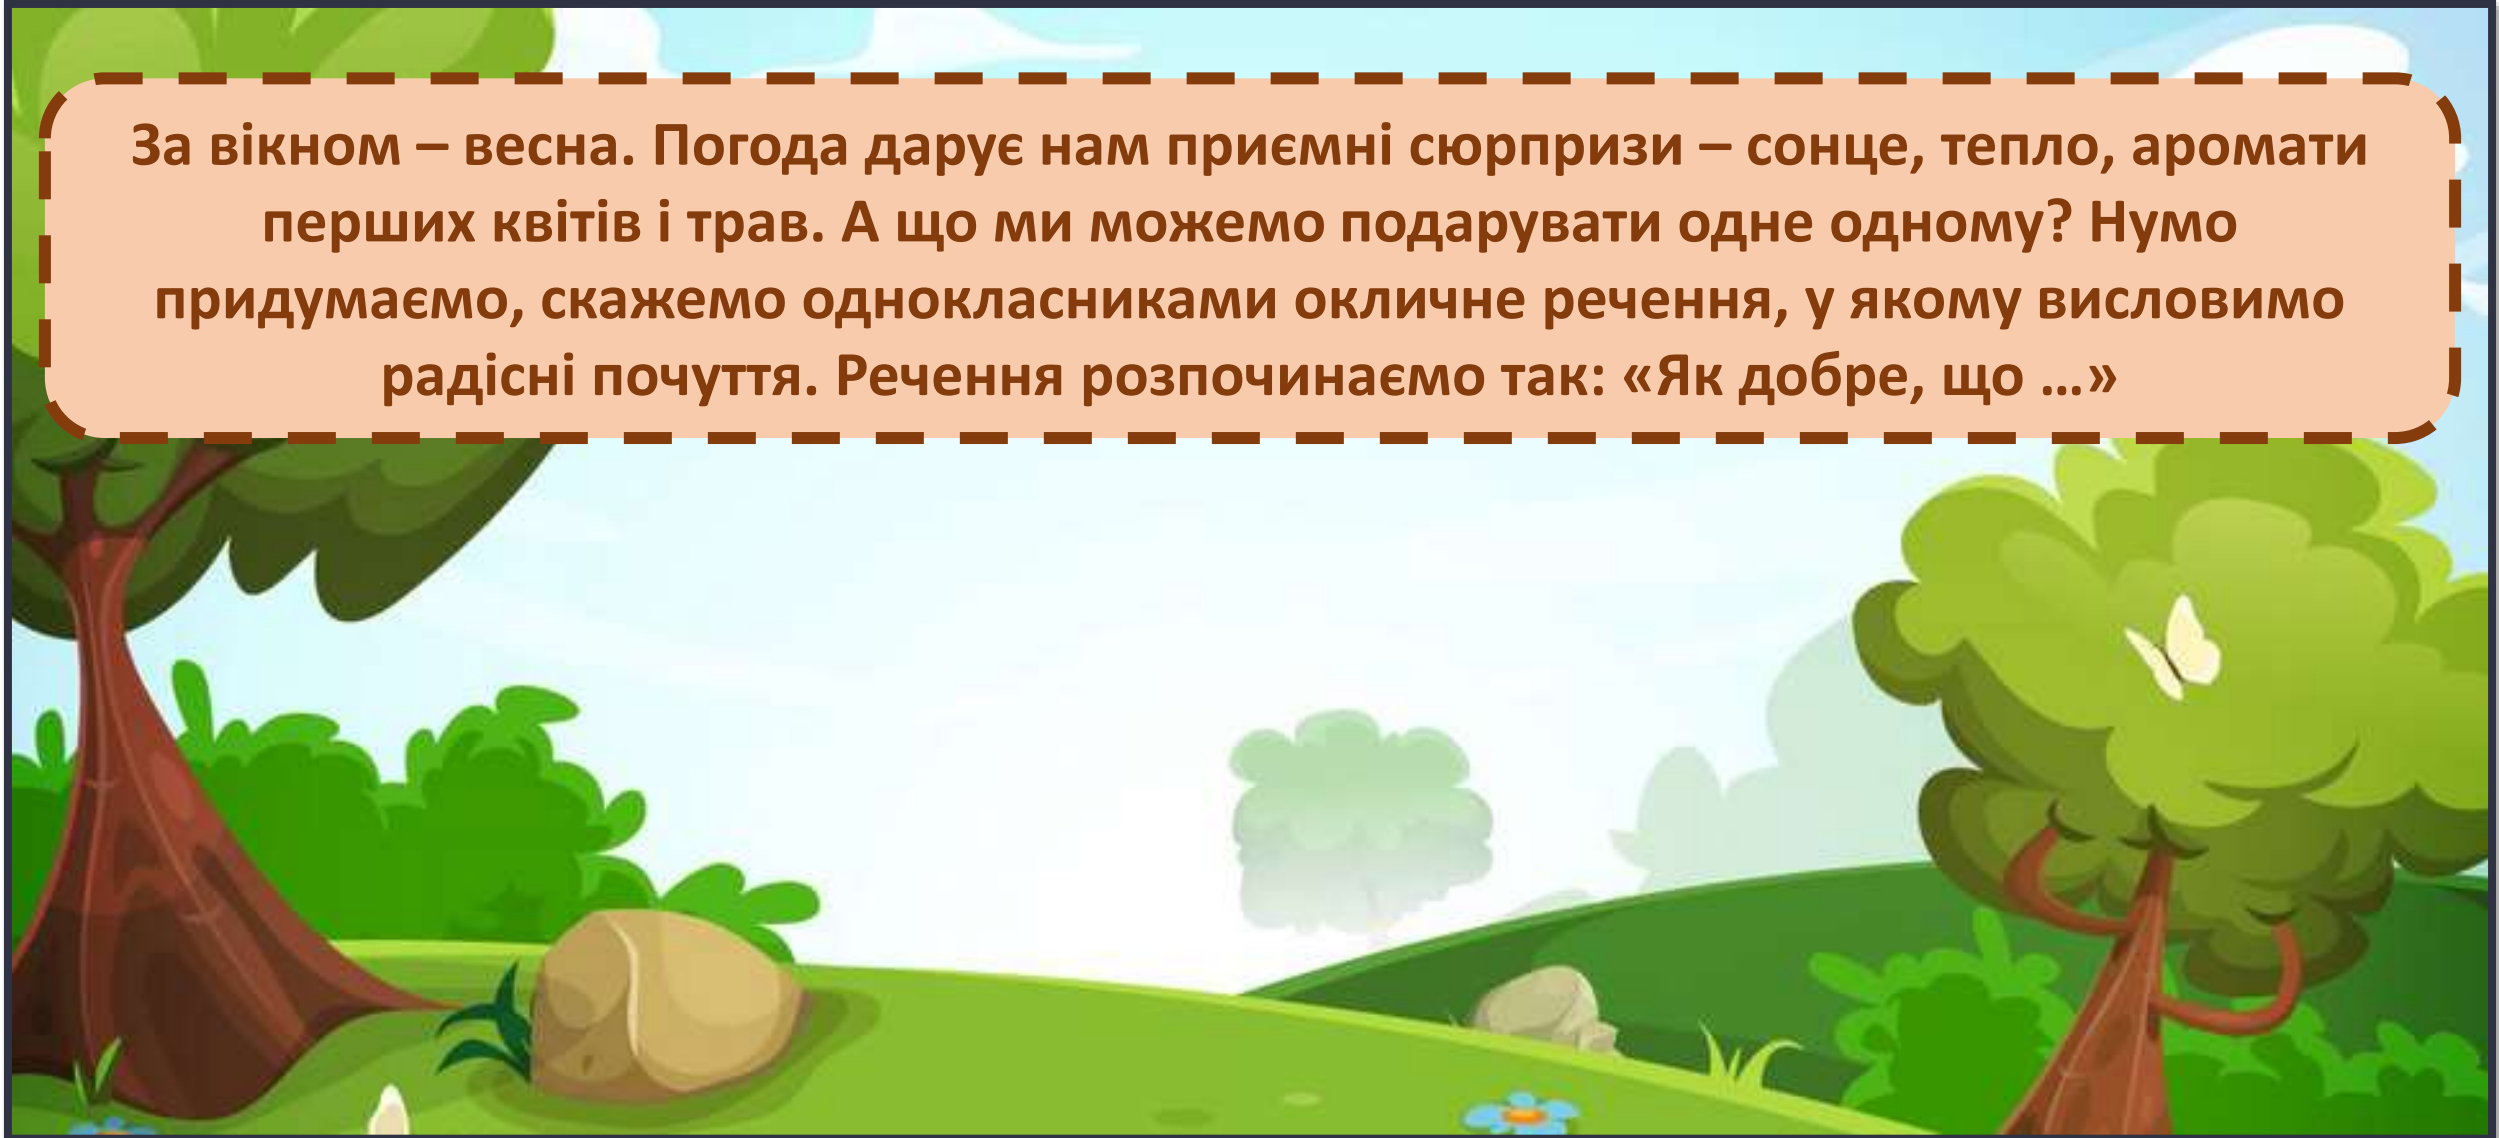 За вікном – весна. Погода дарує нам приємні сюрпризи – сонце, тепло, аромати
перших квітів і трав. А що ми можемо подарувати одне одному? Нумо
придумаємо, скажемо однокласниками окличне речення, у якому висловимо
радісні почуття. Речення розпочинаємо так: «Як добре, що …»